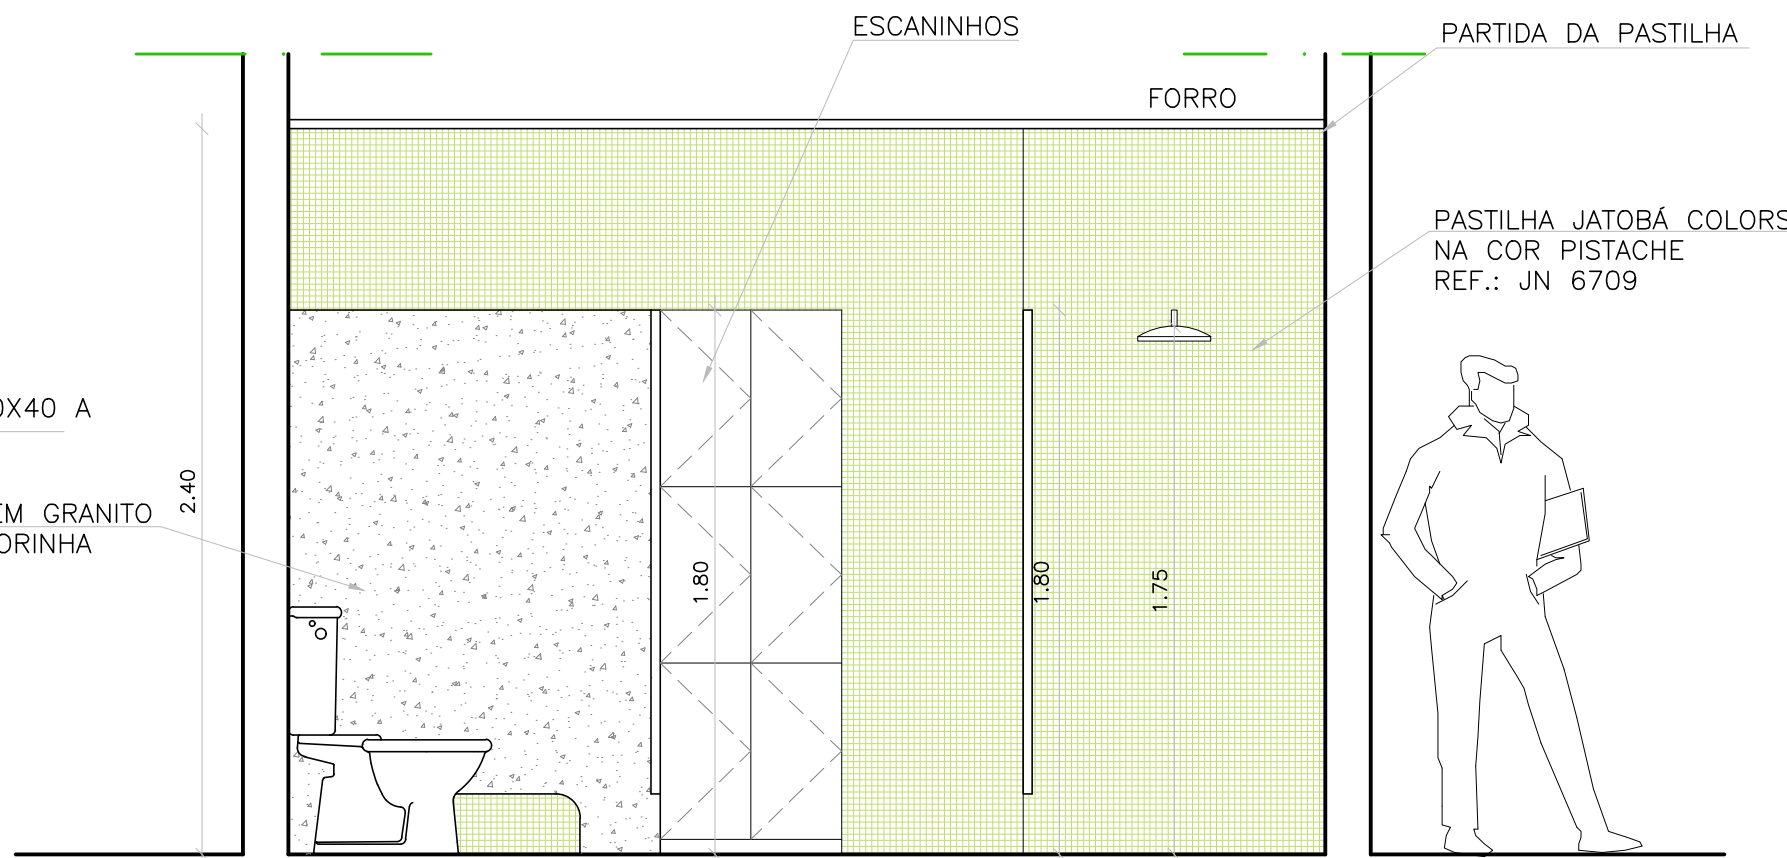 ESCANINHOS
PARTIDA DA PASTILHA
FORRO
PASTILHA JATOBÁ COLORS
NA COR PISTACHE
REF.: JN 6709
0X40 A
2.40
EM GRANITO
ORINHA
1.80
1.80
1.75